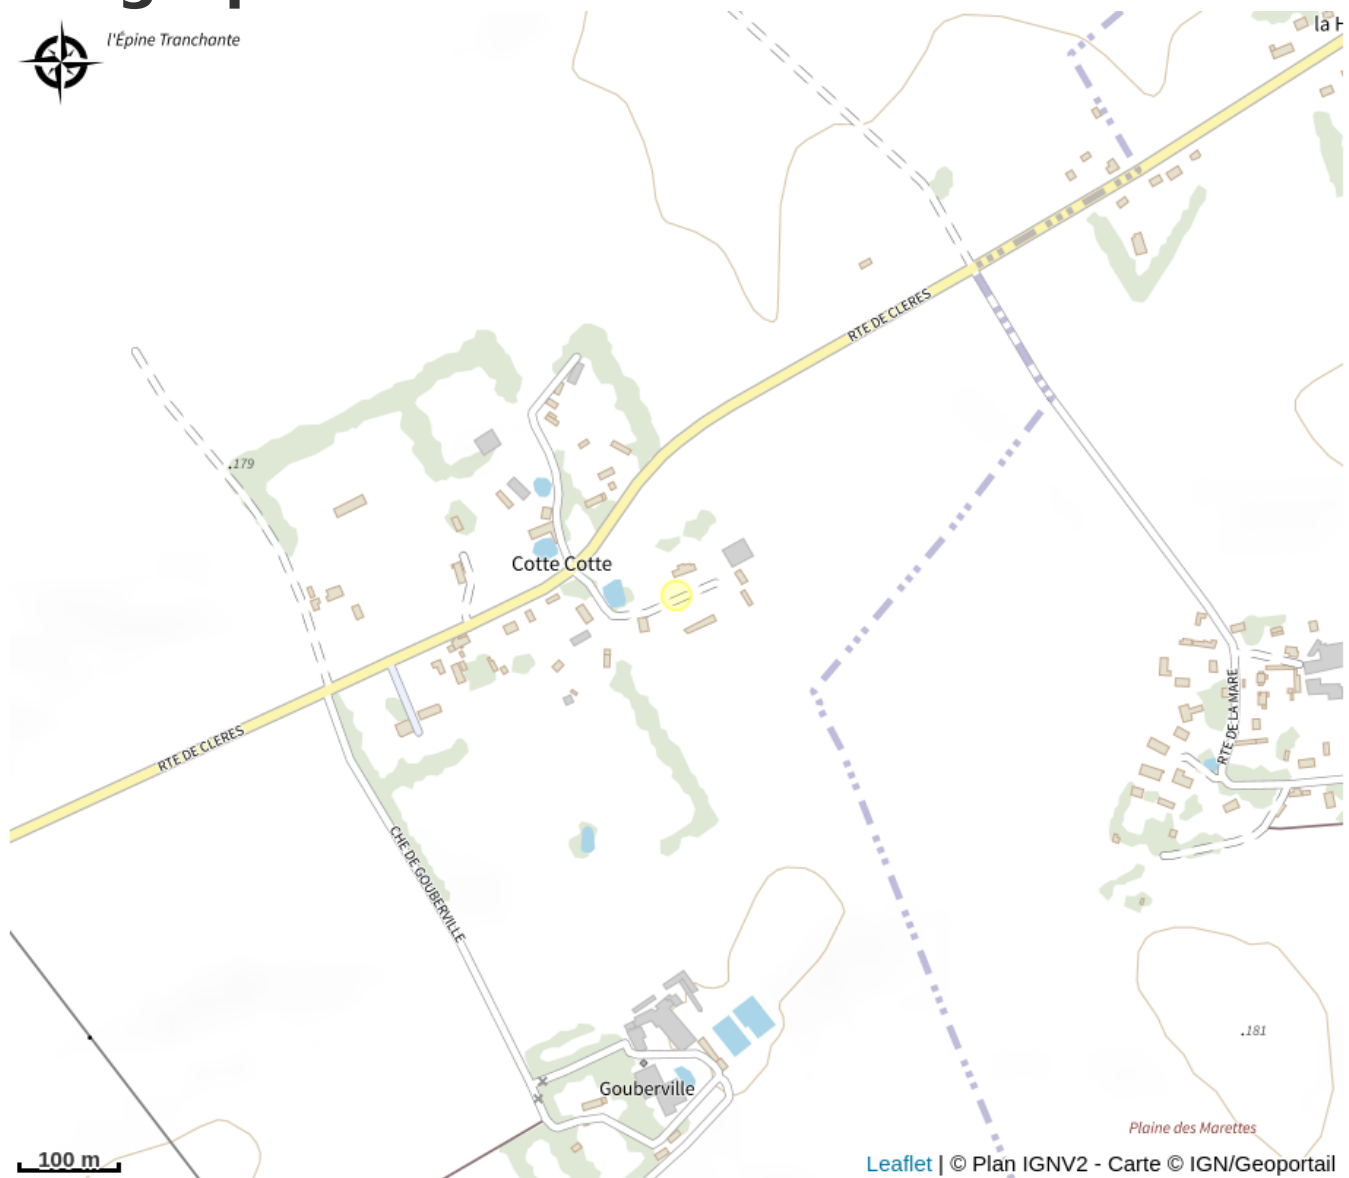 l'Épine Tranchante
la H
RTE DE CLERES
.179
Cotte Cotte
RTE DE CLERES
RTE DE LA MARE
CHE DE GOUBERVILLE
.181
Gouberville
Plaine des Marettes
100 m
Leaflet | © Plan IGNV2 - Carte © IGN/Geoportail